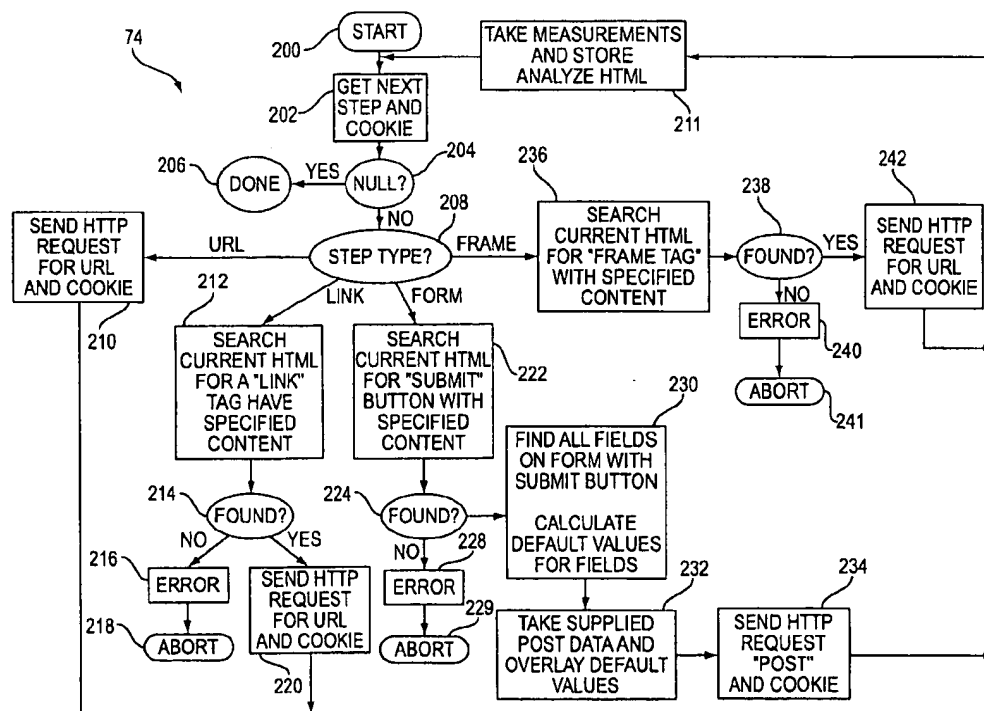 74
START
200
TAKE MEASUREMENTS
AND STORE
ANALYZE HTML
211
GET NEXT
STEP AND
COOKIE
202
204
NULL?
YES
206
DONE
NO
208
STEP TYPE?
URL
LINK
FORM
FRAME
SEND HTTP
REQUEST
FOR URL
AND COOKIE
210
236
SEARCH
CURRENT HTML
FOR "FRAME TAG"
WITH SPECIFIED
CONTENT
238
FOUND?
YES
NO
242
SEND HTTP
REQUEST
FOR URL
AND COOKIE
ERROR
240
ABORT
241
212
SEARCH
CURRENT HTML
FOR A "LINK"
TAG HAVE
SPECIFIED
CONTENT
SEARCH
CURRENT HTML
FOR "SUBMIT"
BUTTON WITH
SPECIFIED
CONTENT
222
214
FOUND?
NO
YES
216
ERROR
218
ABORT
SEND HTTP
REQUEST
FOR URL
AND COOKIE
220
224
FOUND?
NO
228
ERROR
229
ABORT
230
FIND ALL FIELDS
ON FORM WITH
SUBMIT BUTTON
CALCULATE
DEFAULT VALUES
FOR FIELDS
232
TAKE SUPPLIED
POST DATA AND
OVERLAY DEFAULT
VALUES
234
SEND HTTP
REQUEST
"POST"
AND COOKIE